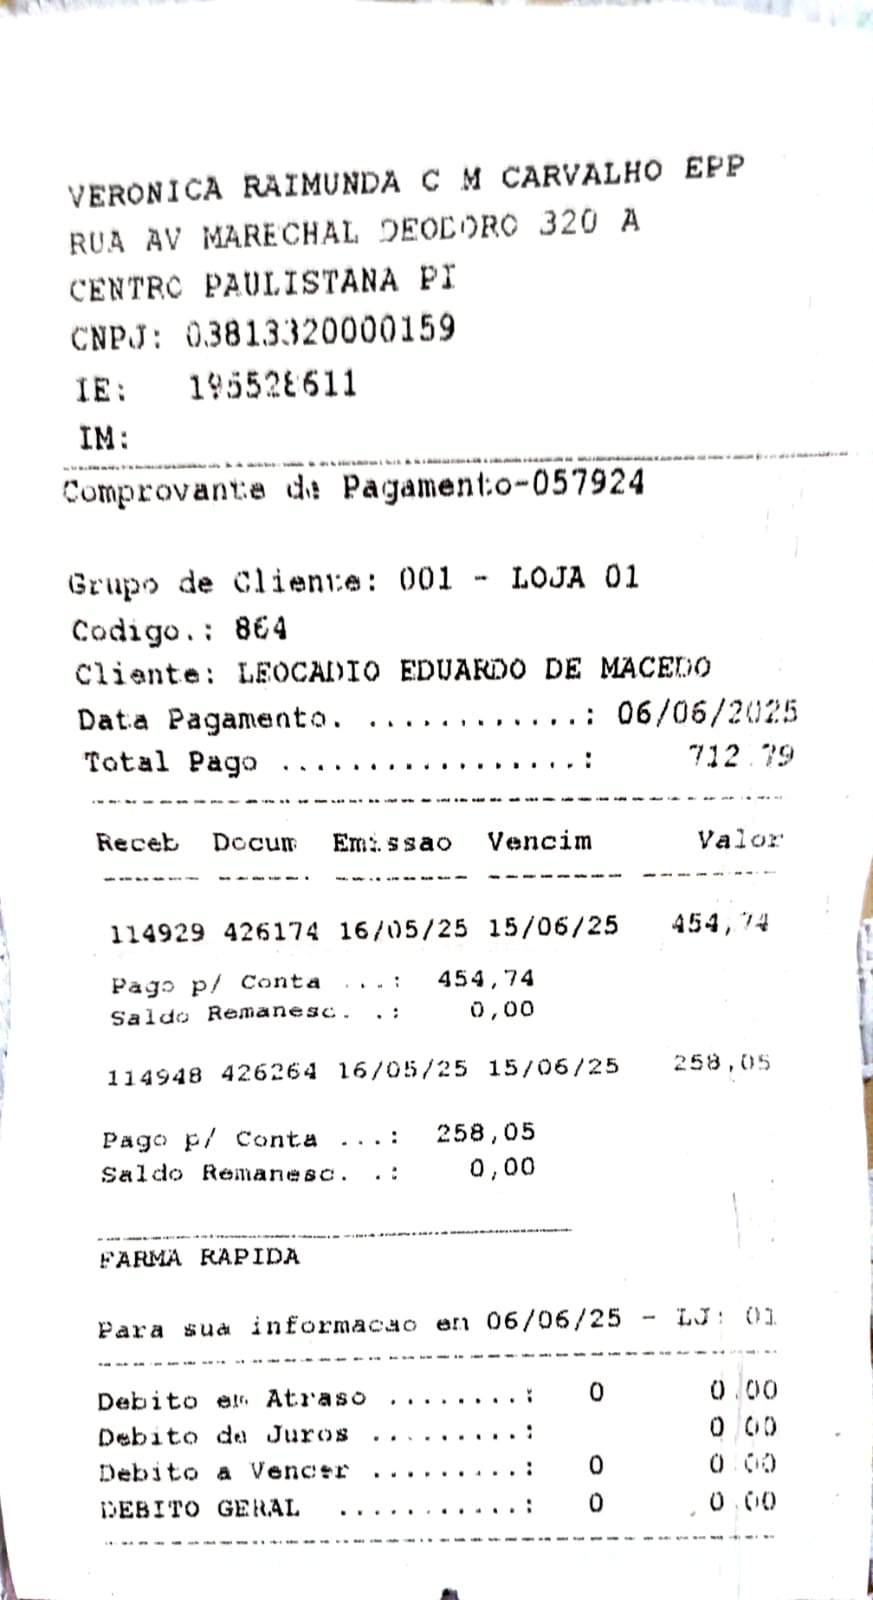 VERONICA RAIMUNDA C M CARVALHO EPP
RUA AV MARECHAL DEODORO 320 A
CENTRO PAULISTANA PI
CNPJ: 03813320000159
IE: 195528611
IM:
Comprovante de Pagamento-057924
Grupo de Cliente: 001 - LOJA 01
Codigo.: 864
Cliente: LEOCADIO EDUARDO DE MACEDO
Data Pagamento. ............: 06/06/2025
Total Pago .................: 712.79
Receb Docum Emissao Vencim Valor
114929 426174 16/05/25 15/06/25 454,74
Pago p/ Conta ...: 454,74
Saldo Remanesc. .: 0,00
114948 426264 16/05/25 15/06/25 258,05
Pago p/ Conta ...: 258,05
Saldo Remanesc. .: 0,00
FARMA RAPIDA
Para sua informacao em 06/06/25 - LJ: 01
Debito em Atraso ........: 0 0.00
Debito de Juros .........: 0.00
Debito a Vencer .........: 0 0.00
DEBITO GERAL ...........: 0 0.00